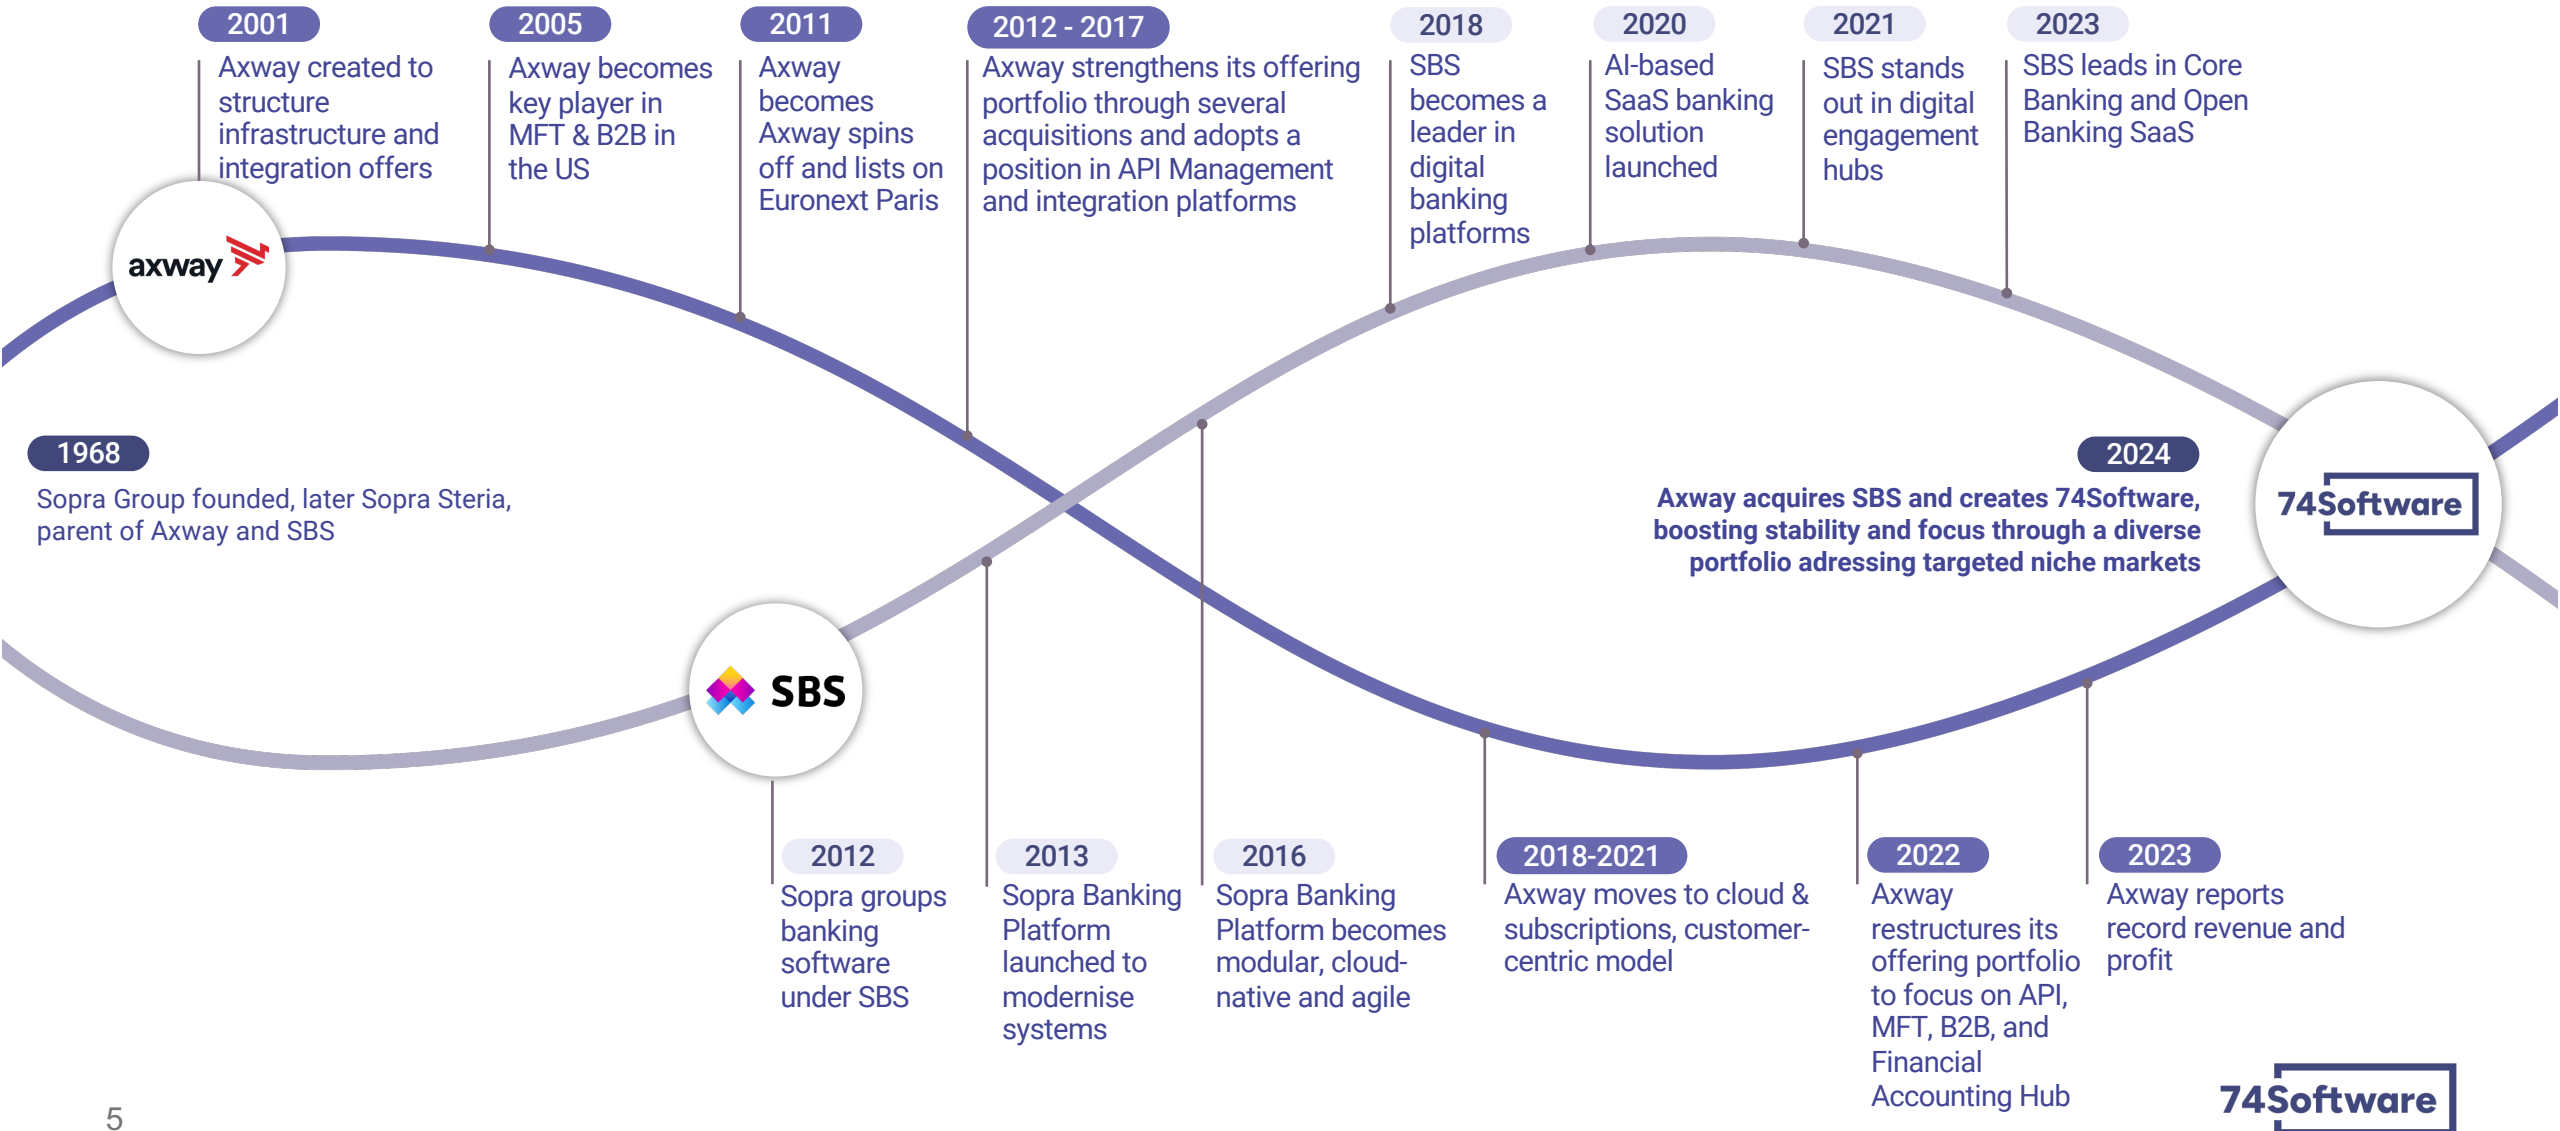 2001
Axway created to
structure
infrastructure and
integration offers
2005
Axway becomes
key player in
MFT & B2B in
the US
2011
Axway
becomes
Axway spins
off and lists on
Euronext Paris
2012 - 2017
Axway strengthens its offering
portfolio through several
acquisitions and adopts a
position in API Management
and integration platforms
2018
SBS
becomes a
leader in
digital
banking
platforms
2020
AI-based
SaaS banking
solution
launched
2021
SBS stands
out in digital
engagement
hubs
2023
SBS leads in Core
Banking and Open
Banking SaaS
axway
1968
Sopra Group founded, later Sopra Steria,
parent of Axway and SBS
2024
Axway acquires SBS and creates 74Software,
boosting stability and focus through a diverse
portfolio adressing targeted niche markets
74Software
SBS
2012
Sopra groups
banking
software
under SBS
2013
Sopra Banking
Platform
launched to
modernise
systems
2016
Sopra Banking
Platform becomes
modular, cloud-
native and agile
2018-2021
Axway moves to cloud &
subscriptions, customer-
centric model
2022
Axway
restructures its
offering portfolio
to focus on API,
MFT, B2B, and
Financial
Accounting Hub
2023
Axway reports
record revenue and
profit
5
74Software